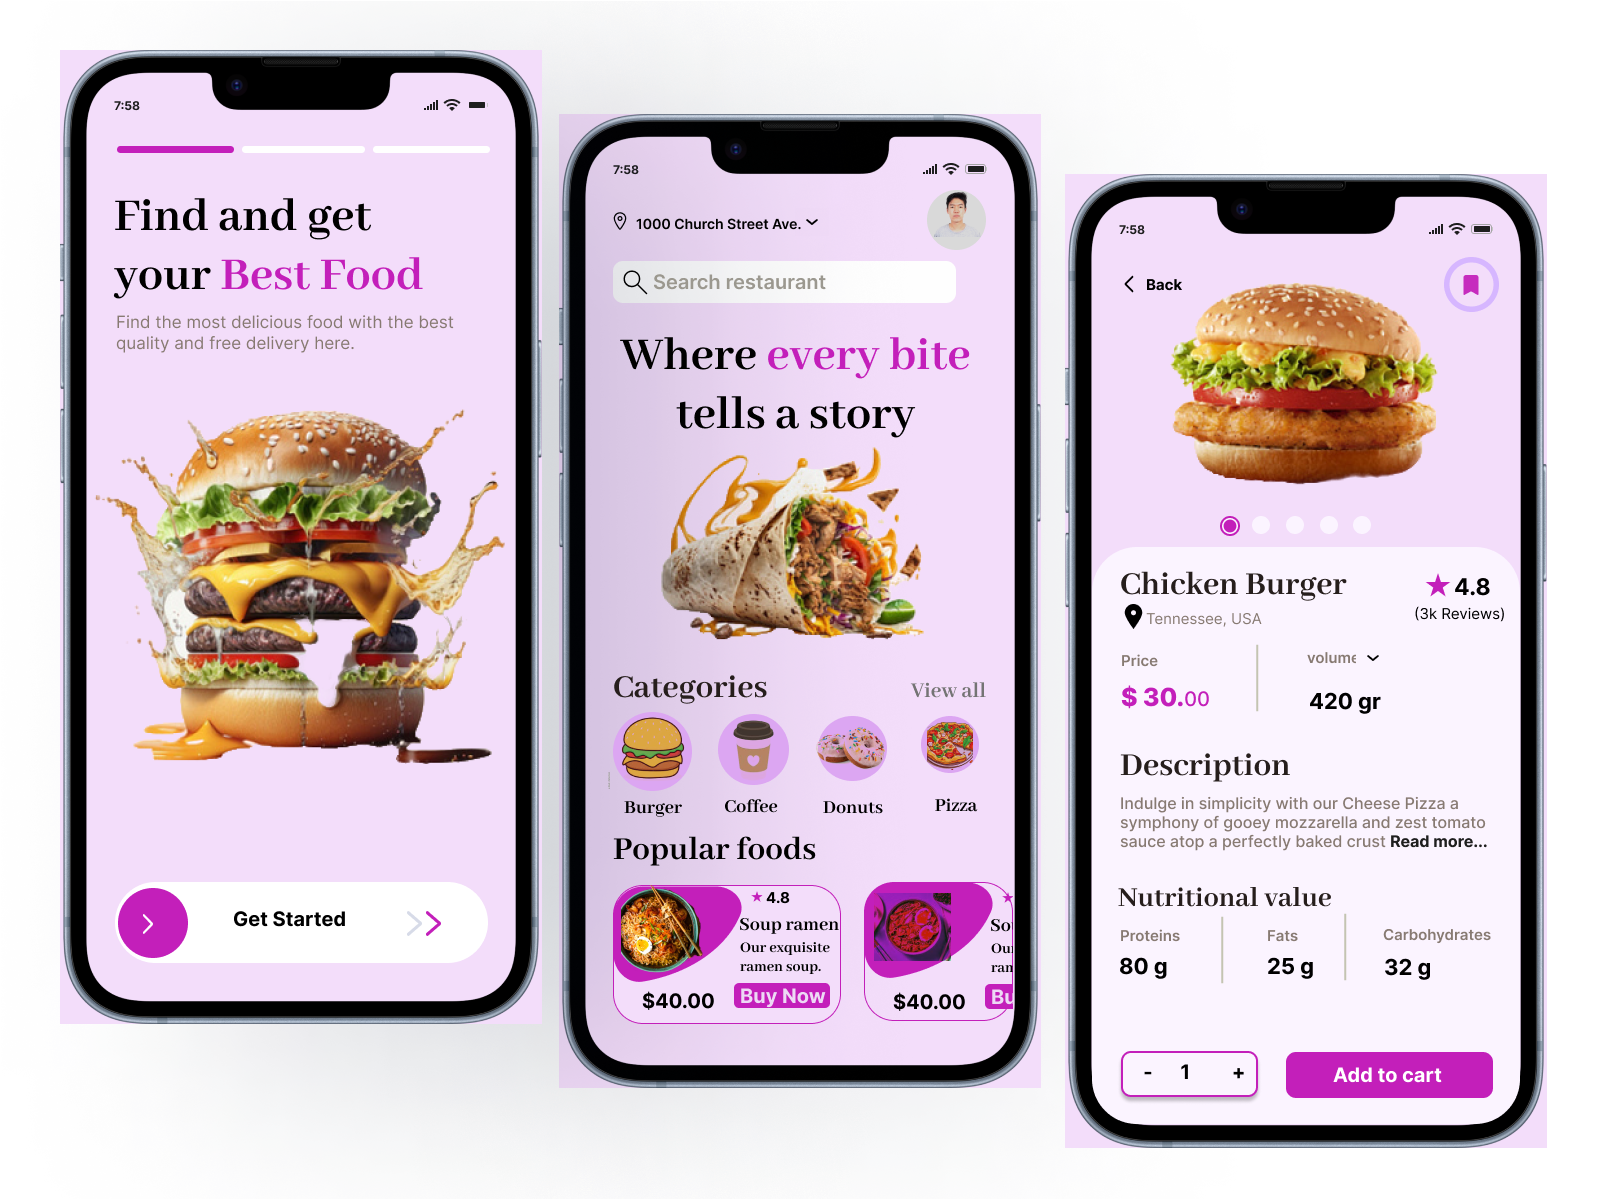 7:58
Find and get
your Best Food
Find the most delicious food with the best
quality and free delivery here.
Get Started
7:58
1000 Church Street Ave.
Search restaurant
Where every bite
tells a story
Categories
View all
Burger
Coffee
Donuts
Pizza
Popular foods
4.8
Soup ramen
Our exquisite
ramen soup.
$40.00
Buy Now
So
Ou
ran
$40.00
Bu
7:58
Back
Chicken Burger
4.8
Tennessee, USA
(3k Reviews)
Price
volume
$ 30.00
420 gr
Description
Indulge in simplicity with our Cheese Pizza a
symphony of gooey mozzarella and zest tomato
sauce atop a perfectly baked crust Read more...
Nutritional value
Proteins
Fats
Carbohydrates
80 g
25 g
32 g
-
1
+
Add to cart